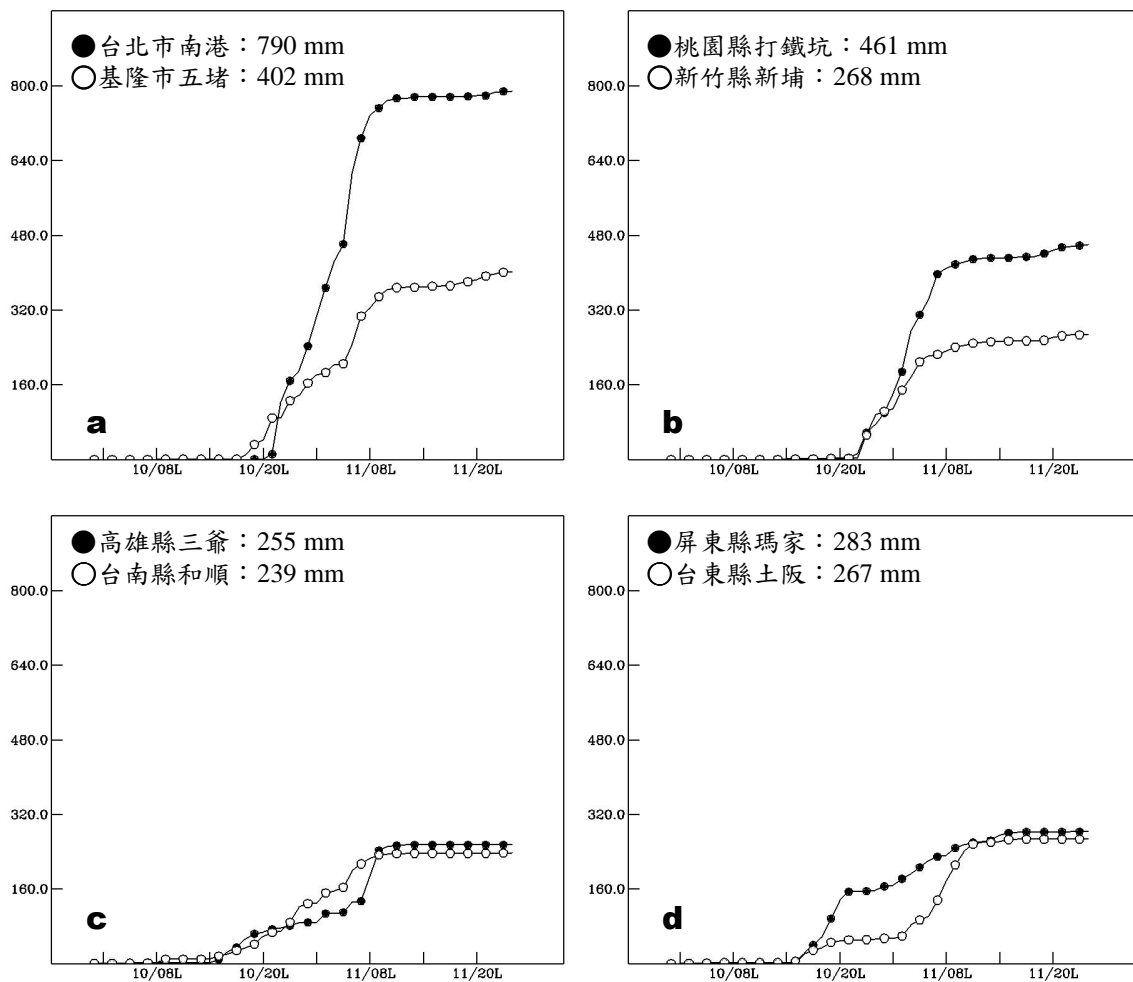 ●台北市南港：790 mm
○基隆市五堵：402 mm
800.0
640.0
480.0
320.0
160.0
a
10/08L 10/20L 11/08L 11/20L
●桃園縣打鐵坑：461 mm
○新竹縣新埔：268 mm
800.0
640.0
480.0
320.0
160.0
b
10/08L 10/20L 11/08L 11/20L
●高雄縣三爺：255 mm
○台南縣和順：239 mm
800.0
640.0
480.0
320.0
160.0
c
10/08L 10/20L 11/08L 11/20L
●屏東縣瑪家：283 mm
○台東縣土阪：267 mm
800.0
640.0
480.0
320.0
160.0
d
10/08L 10/20L 11/08L 11/20L